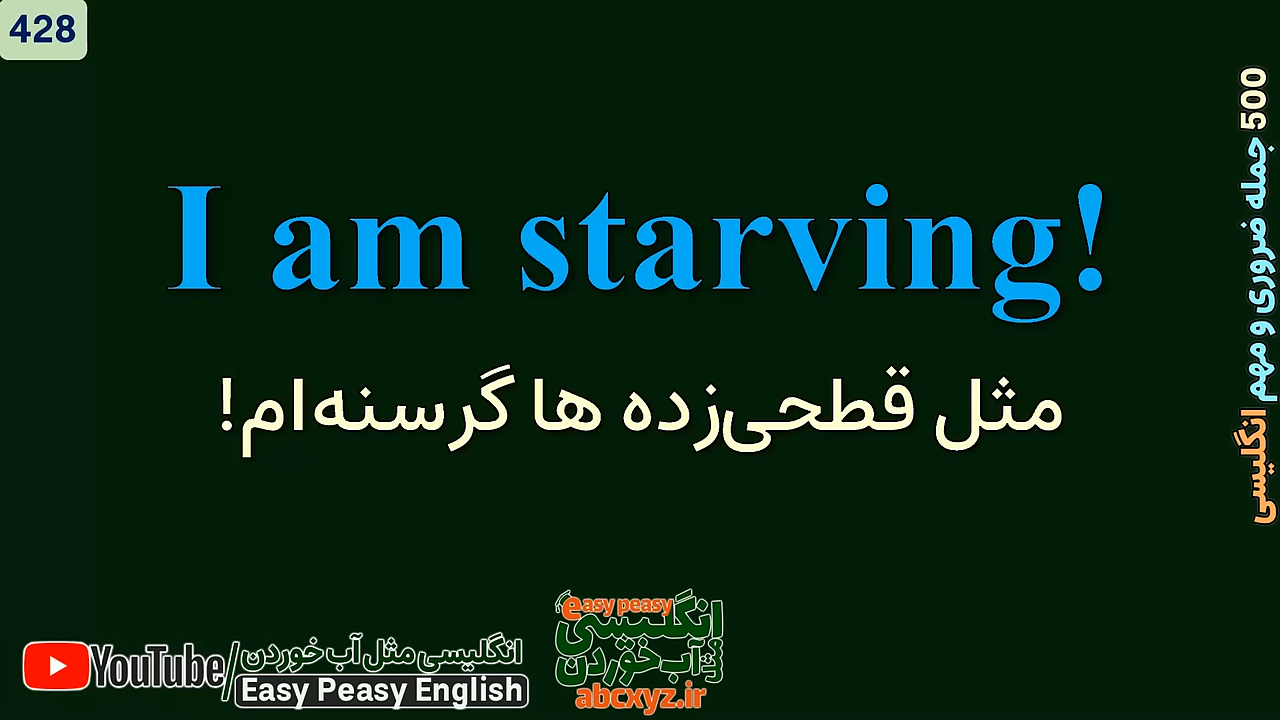 428
I am starving!
مثل قطحی‌زده ها گرسنه‌ام!
500 جمله ضروری و مهم انگلیسی
YouTube/انگلیسی مثل آب خوردن
Easy Peasy English
easy peasy
انگلیسی
مثل آب خوردن
abcxyz.ir